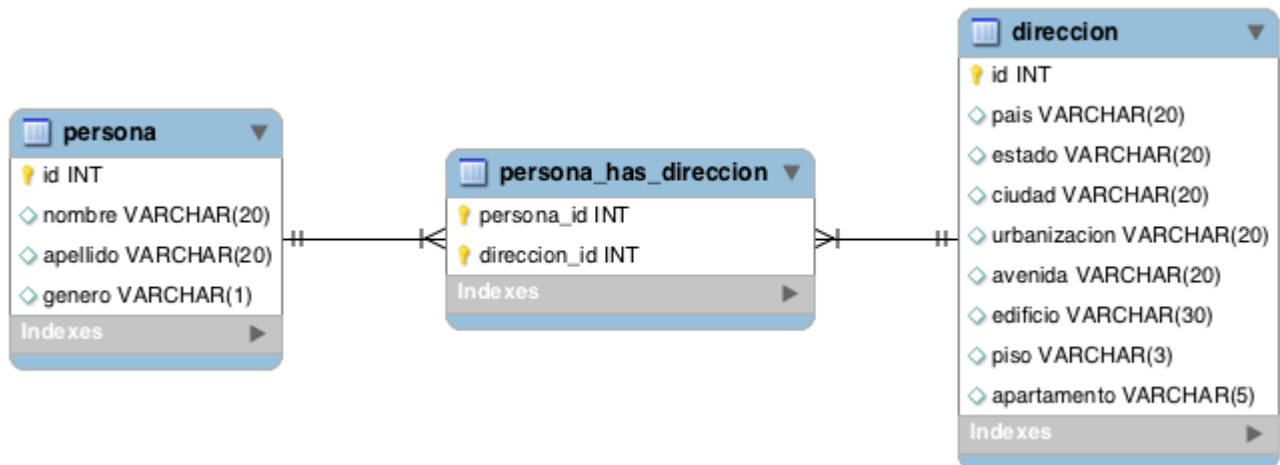 persona
id INT
nombre VARCHAR(20)
apellido VARCHAR(20)
genero VARCHAR(1)
Indexes
persona_has_direccion
persona_id INT
direccion_id INT
Indexes
direccion
id INT
pais VARCHAR(20)
estado VARCHAR(20)
ciudad VARCHAR(20)
urbanizacion VARCHAR(20)
avenida VARCHAR(20)
edificio VARCHAR(30)
piso VARCHAR(3)
apartamento VARCHAR(5)
Indexes